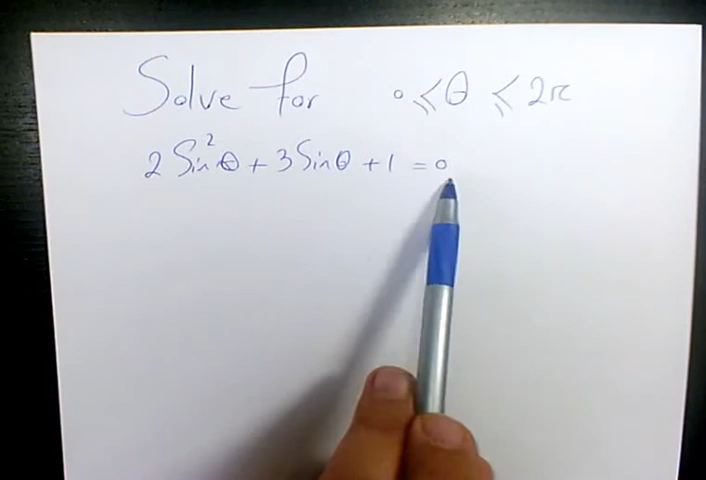 Solve for 0 ⩽ θ ⩽ 2π
2 Sin²θ + 3 Sinθ + 1 = 0